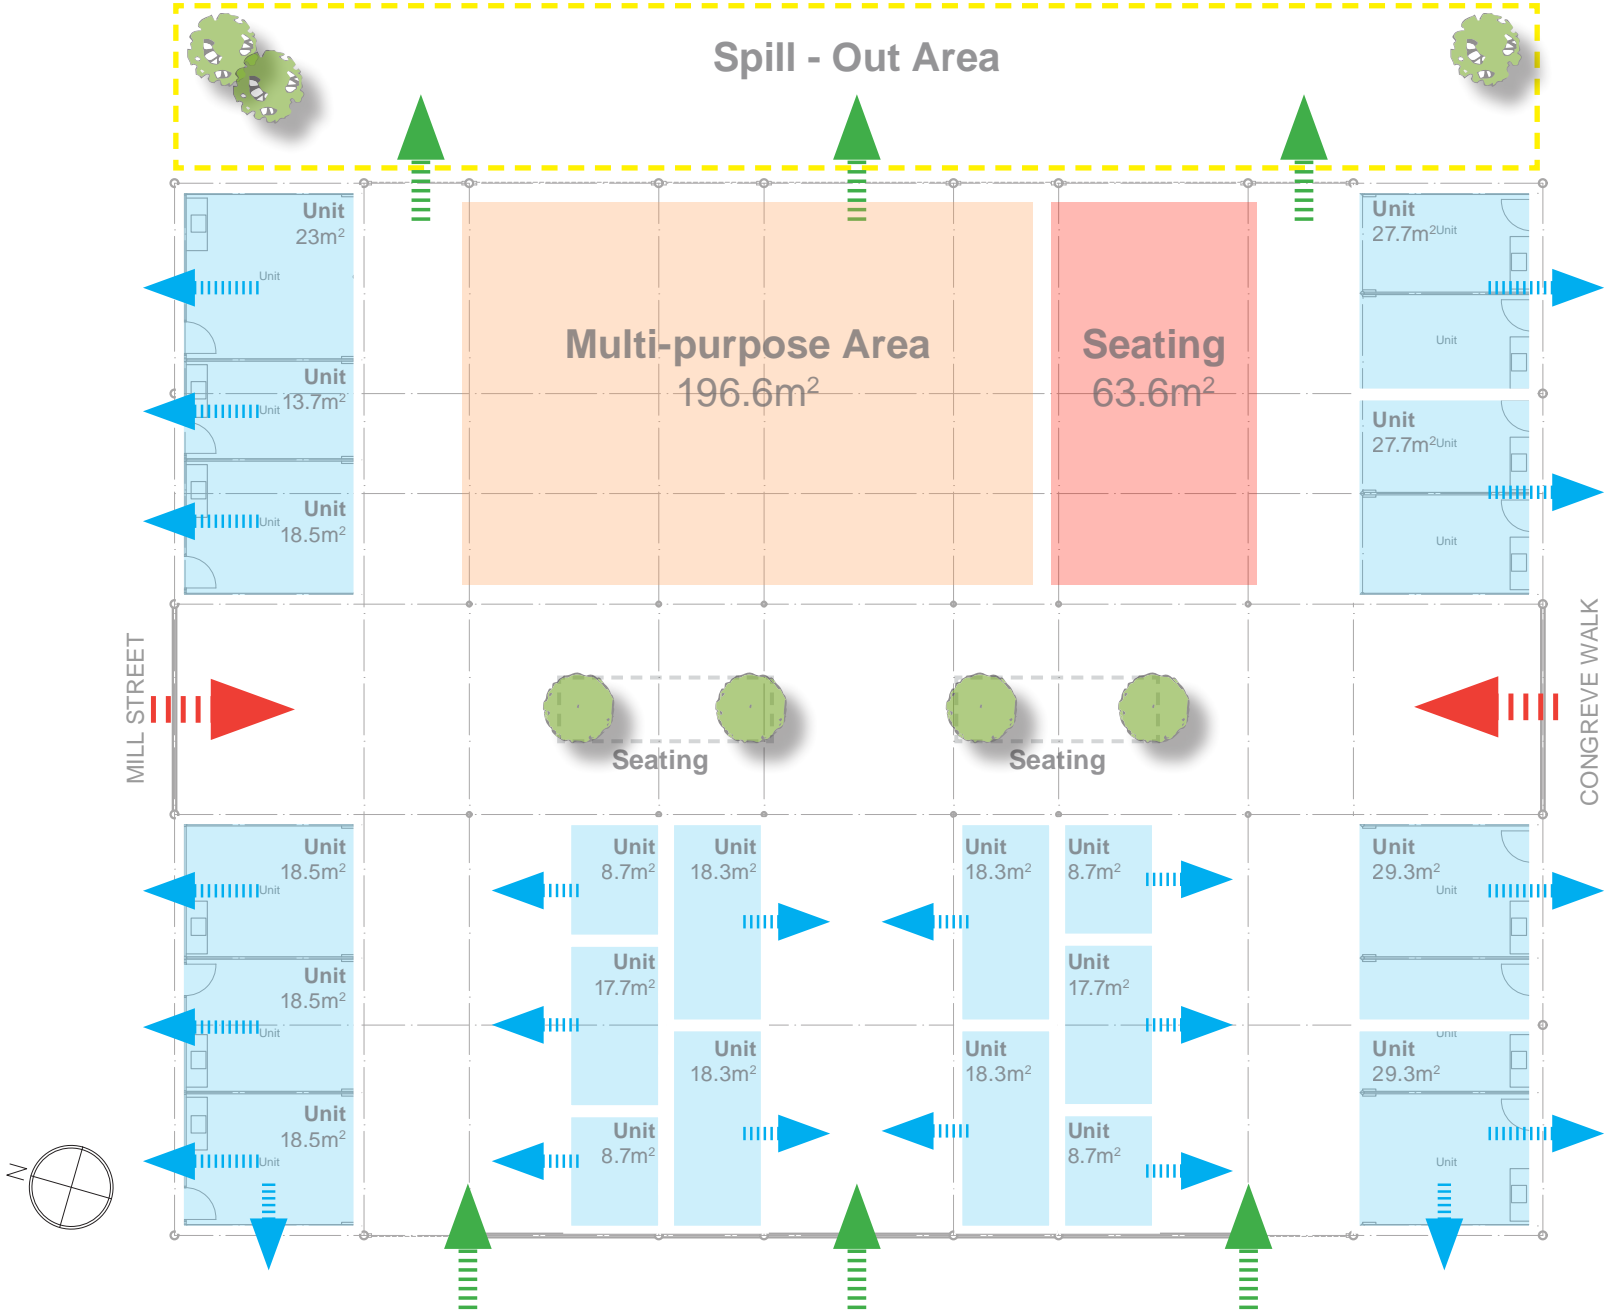 Spill - Out Area
Unit
23m²
Unit
Unit
13.7m²
Unit
Unit
18.5m²
Unit
Multi-purpose Area
196.6m²
Seating
63.6m²
Unit
27.7m²
Unit
Unit
Unit
27.7m²
Unit
Unit
MILL STREET
Seating
Seating
CONGREVE WALK
Unit
18.5m²
Unit
Unit
18.5m²
Unit
Unit
18.5m²
Unit
Unit
8.7m²
Unit
17.7m²
Unit
8.7m²
Unit
18.3m²
Unit
18.3m²
Unit
18.3m²
Unit
18.3m²
Unit
8.7m²
Unit
17.7m²
Unit
8.7m²
Unit
29.3m²
Unit
Unit
Unit
29.3m²
Unit
N